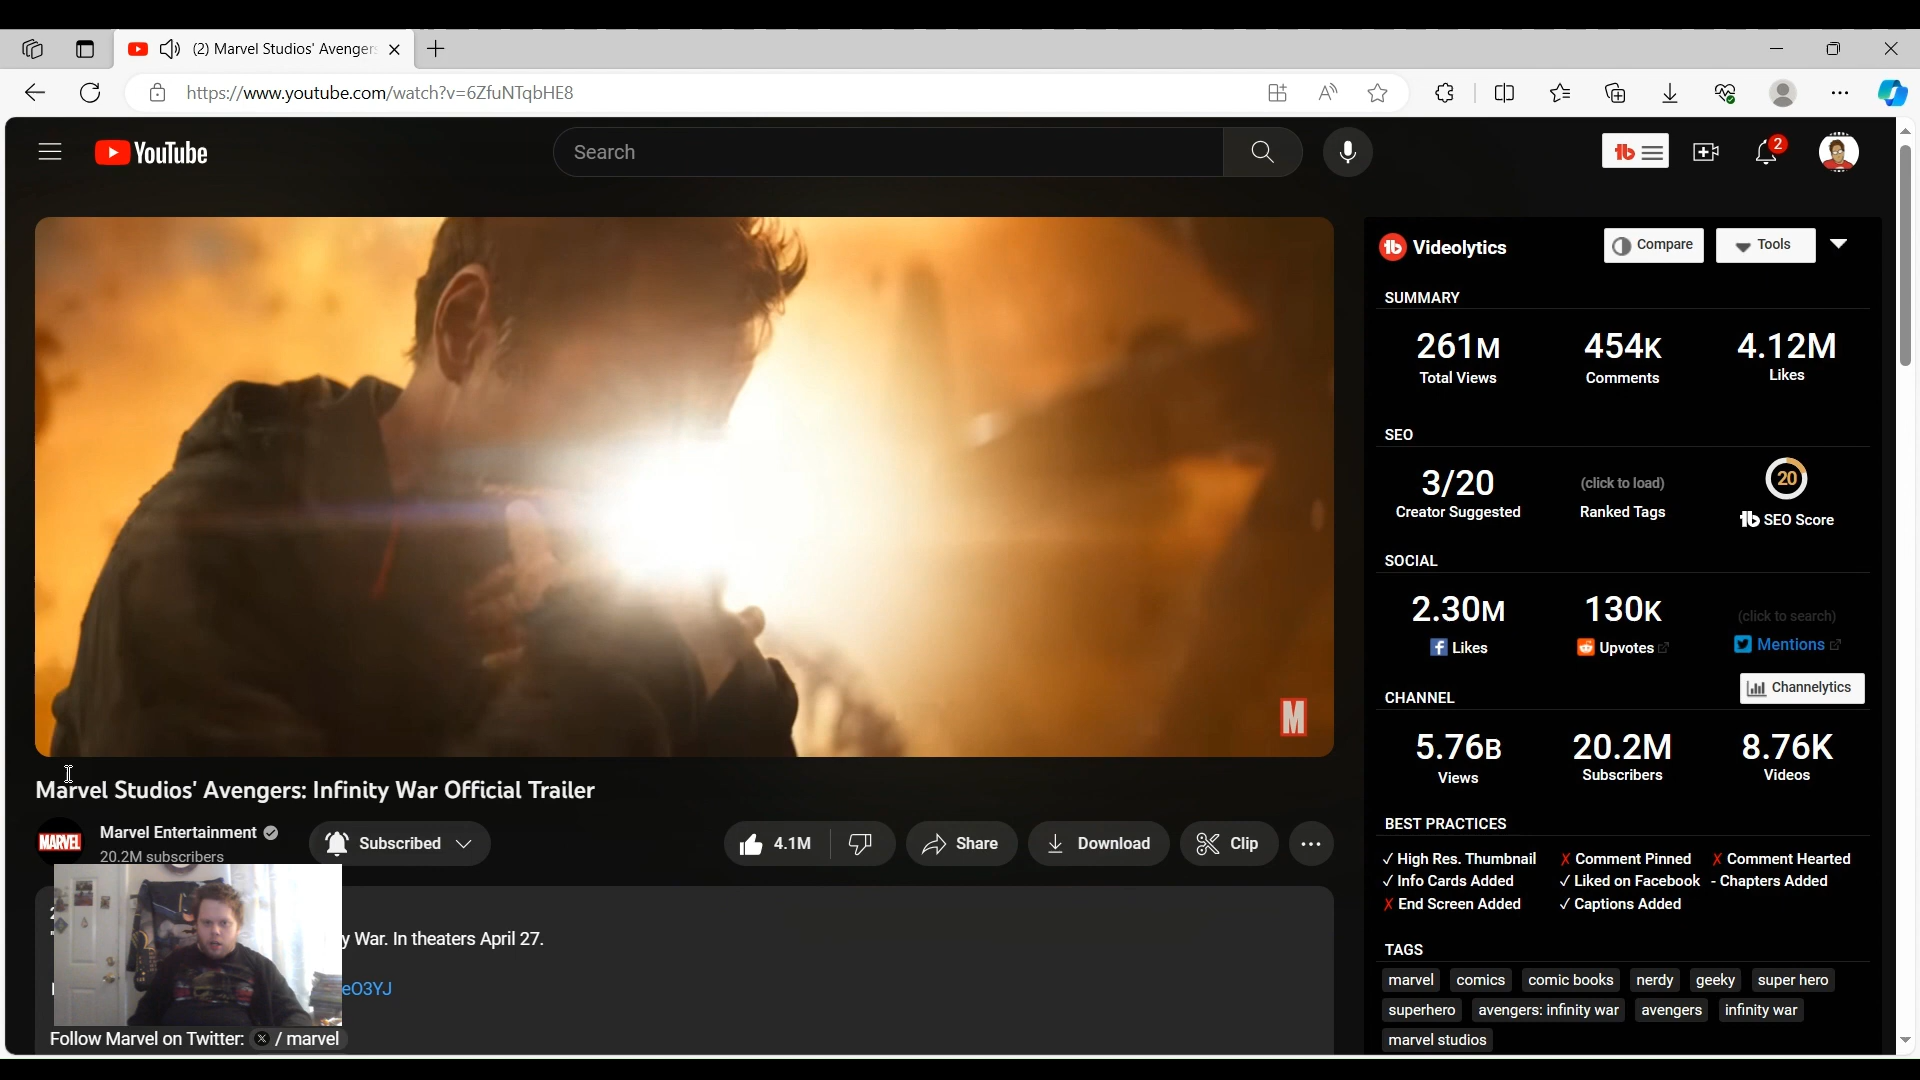 (2) Marvel Studios' Avengers
https://www.youtube.com/watch?v=6ZfuNTqbHE8
YouTube
Search
2
M
Marvel Studios' Avengers: Infinity War Official Trailer
MARVEL
Marvel Entertainment
20.2M subscribers
Subscribed
4.1M
Share
Download
Clip
y War. In theaters April 27.
eO3YJ
Follow Marvel on Twitter: X / marvel
tb Videolytics
Compare
Tools
SUMMARY
261M 454K 4.12M
Total Views Comments Likes
SEO
3/20 (click to load) 20
Creator Suggested Ranked Tags tb SEO Score
SOCIAL
2.30M 130K (click to search)
f Likes Upvotes Mentions
CHANNEL
Channelytics
5.76B 20.2M 8.76K
Views Subscribers Videos
BEST PRACTICES
✓ High Res. Thumbnail ✗ Comment Pinned ✗ Comment Hearted
✓ Info Cards Added ✓ Liked on Facebook - Chapters Added
✗ End Screen Added ✓ Captions Added
TAGS
marvel comics comic books nerdy geeky super hero
superhero avengers: infinity war avengers infinity war
marvel studios